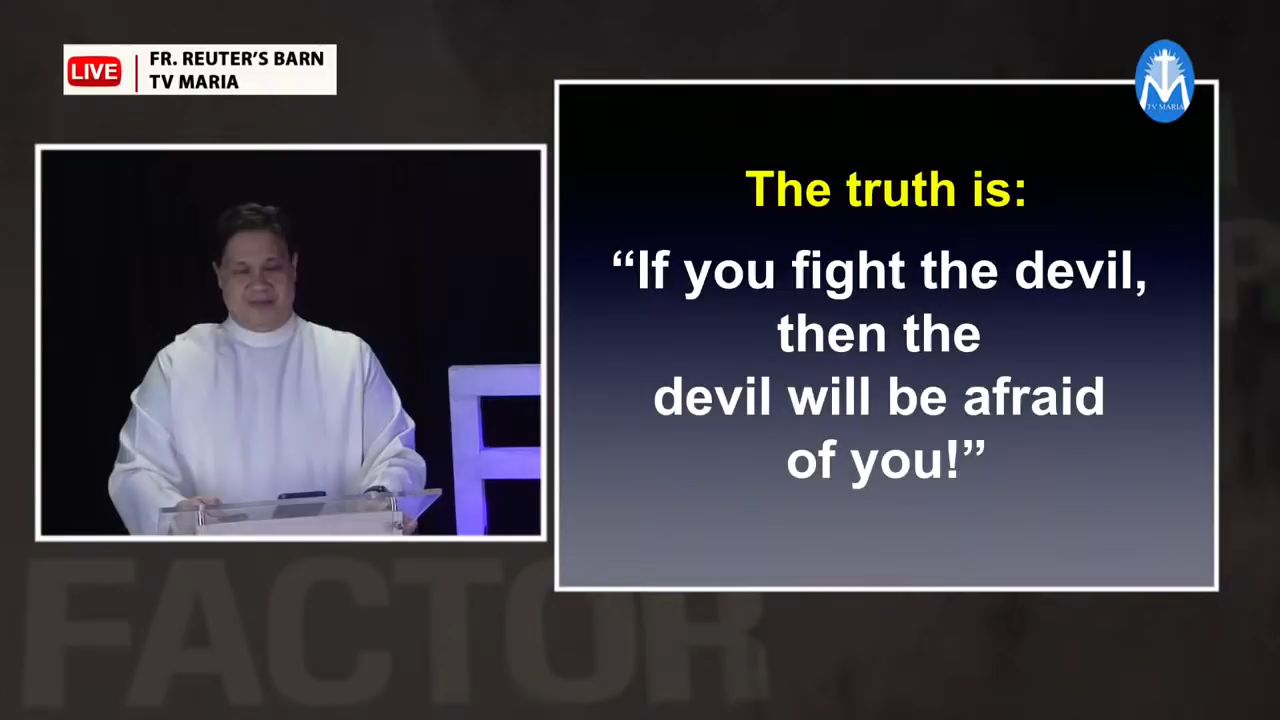 LIVE
FR. REUTER'S BARN
TV MARIA
TV MARIA
The truth is:
“If you fight the devil,
then the
devil will be afraid
of you!”
FACTOR